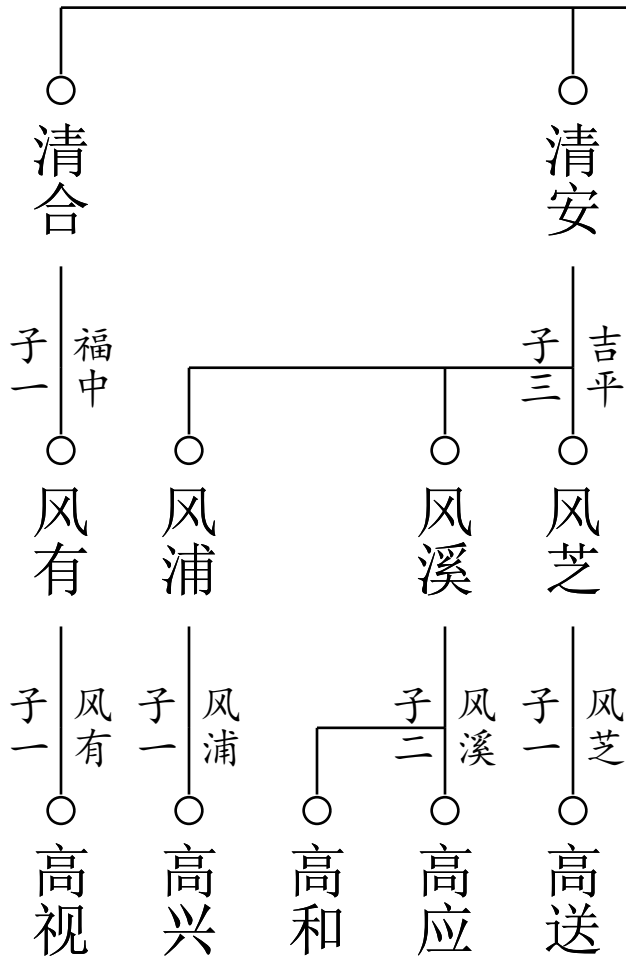 清合
清安
子一
福中
子三
吉平
风有
风浦
风溪
风芝
子一
风有
子一
风浦
子二
风溪
子一
风芝
高视
高兴
高和
高应
高送